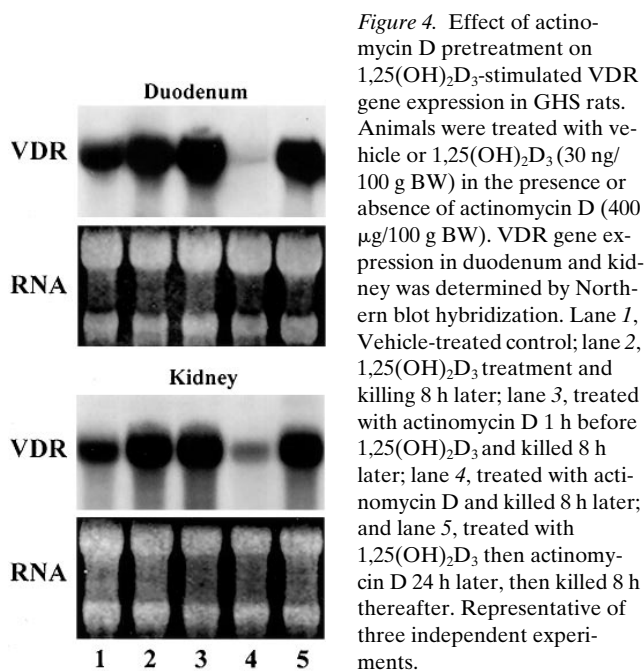 Duodenum
VDR
RNA
Kidney
VDR
RNA
1 2 3 4 5
Figure 4. Effect of actino-
mycin D pretreatment on
1,25(OH)₂D₃-stimulated VDR
gene expression in GHS rats.
Animals were treated with ve-
hicle or 1,25(OH)₂D₃ (30 ng/
100 g BW) in the presence or
absence of actinomycin D (400
μg/100 g BW). VDR gene ex-
pression in duodenum and kid-
ney was determined by North-
ern blot hybridization. Lane 1,
Vehicle-treated control; lane 2,
1,25(OH)₂D₃ treatment and
killing 8 h later; lane 3, treated
with actinomycin D 1 h before
1,25(OH)₂D₃ and killed 8 h
later; lane 4, treated with acti-
nomycin D and killed 8 h later;
and lane 5, treated with
1,25(OH)₂D₃ then actinomy-
cin D 24 h later, then killed 8 h
thereafter. Representative of
three independent experi-
ments.